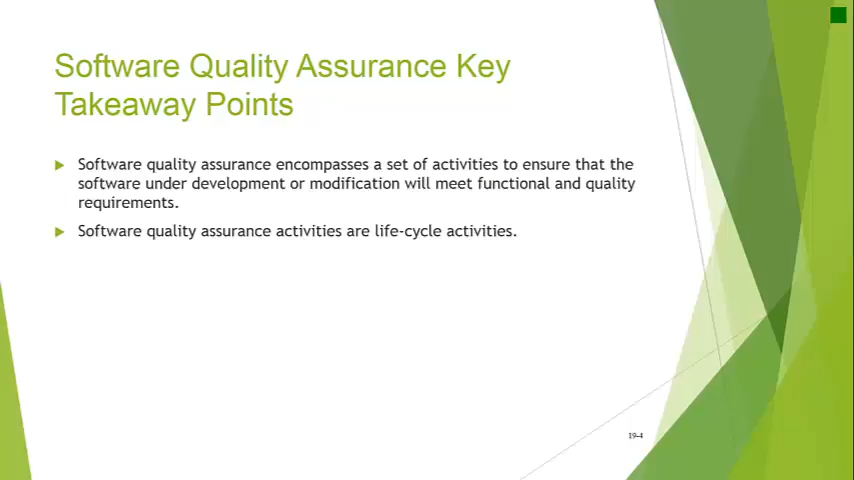 Software Quality Assurance Key
Takeaway Points
Software quality assurance encompasses a set of activities to ensure that the
software under development or modification will meet functional and quality
requirements.
Software quality assurance activities are life-cycle activities.
19-4